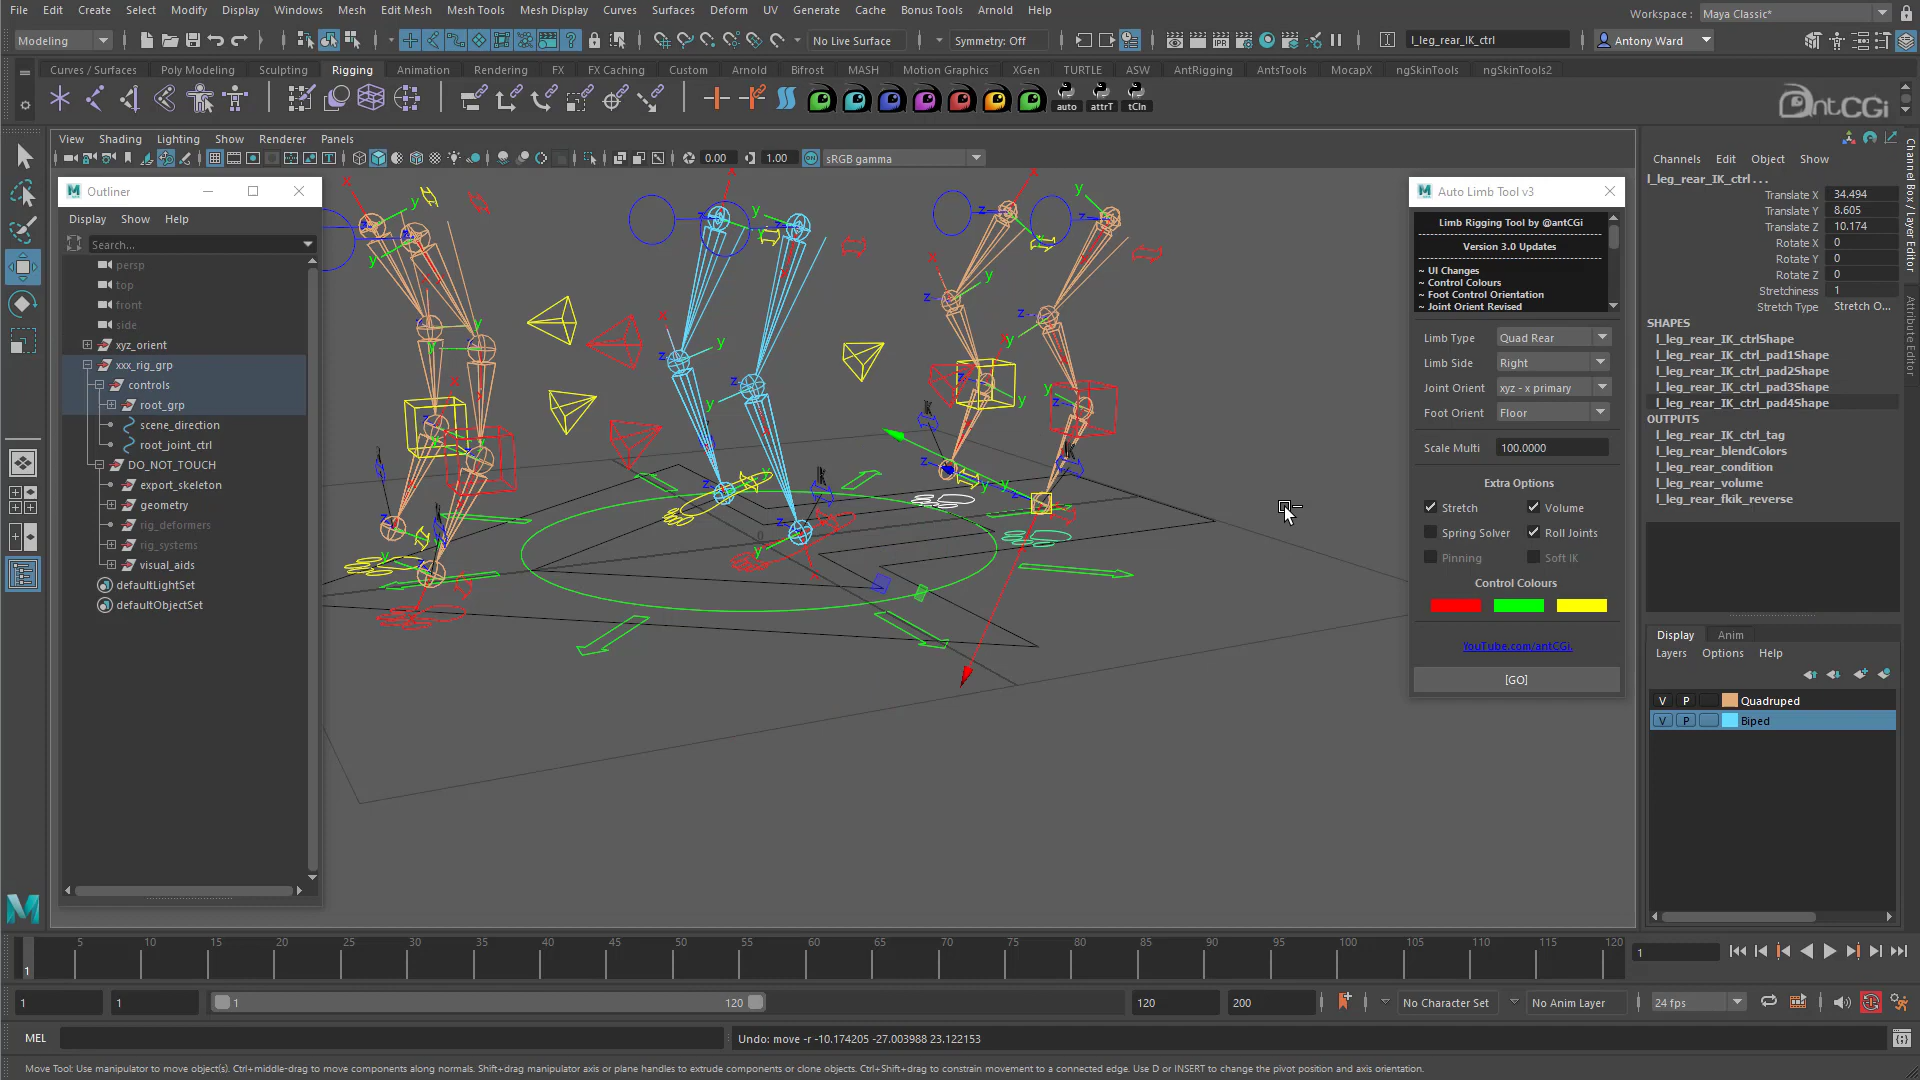 File Edit Create Select Modify Display Windows Mesh Edit Mesh Mesh Tools Mesh Display Curves Surfaces Deform UV Generate Cache Bonus Tools Arnold Help
Workspace : Maya Classic*
Modeling
No Live Surface
Symmetry: Off
IPR
l_leg_rear_IK_ctrl
Antony Ward
Curves / Surfaces Poly Modeling Sculpting Rigging Animation Rendering FX FX Caching Custom Arnold Bifrost MASH Motion Graphics XGen TURTLE ASW AntRigging AntsTools MocapX ngSkinTools ngSkinTools2
auto attrT tCln
antCGi
View Shading Lighting Show Renderer Panels
0.00 1.00 ON sRGB gamma
Outliner
Display Show Help
Search...
persp
top
front
side
xyz_orient
xxx_rig_grp
controls
root_grp
scene_direction
root_joint_ctrl
DO_NOT_TOUCH
export_skeleton
geometry
rig_deformers
rig_systems
visual_aids
defaultLightSet
defaultObjectSet
Auto Limb Tool v3
Limb Rigging Tool by @antCGi
Version 3.0 Updates
~ UI Changes
~ Control Colours
~ Foot Control Orientation
~ Joint Orient Revised
Limb Type Quad Rear
Limb Side Right
Joint Orient xyz - x primary
Foot Orient Floor
Scale Multi 100.0000
Extra Options
Stretch Volume
Spring Solver Roll Joints
Pinning Soft IK
Control Colours
YouTube.com/antCGi.
[GO]
Channels Edit Object Show
l_leg_rear_IK_ctrl . . .
Translate X 34.494
Translate Y 8.605
Translate Z 10.174
Rotate X 0
Rotate Y 0
Rotate Z 0
Stretchiness 1
Stretch Type Stretch O...
SHAPES
l_leg_rear_IK_ctrlShape
l_leg_rear_IK_ctrl_pad1Shape
l_leg_rear_IK_ctrl_pad2Shape
l_leg_rear_IK_ctrl_pad3Shape
l_leg_rear_IK_ctrl_pad4Shape
OUTPUTS
l_leg_rear_IK_ctrl_tag
l_leg_rear_blendColors
l_leg_rear_condition
l_leg_rear_volume
l_leg_rear_fkik_reverse
Channel Box / Layer Editor
Attribute Editor
Display Anim
Layers Options Help
V P Quadruped
V P Biped
5 10 15 20 25 30 35 40 45 50 55 60 65 70 75 80 85 90 95 100 105 110 115 120
1
1
1 1 1 120 120 200 No Character Set No Anim Layer 24 fps
MEL
Undo: move -r -10.174205 -27.003988 23.122153
Move Tool: Use manipulator to move object(s). Ctrl+middle-drag to move components along normals. Shift+drag manipulator axis or plane handles to extrude components or clone objects. Ctrl+Shift+drag to constrain movement to a connected edge. Use D or INSERT to change the pivot position and axis orientation.